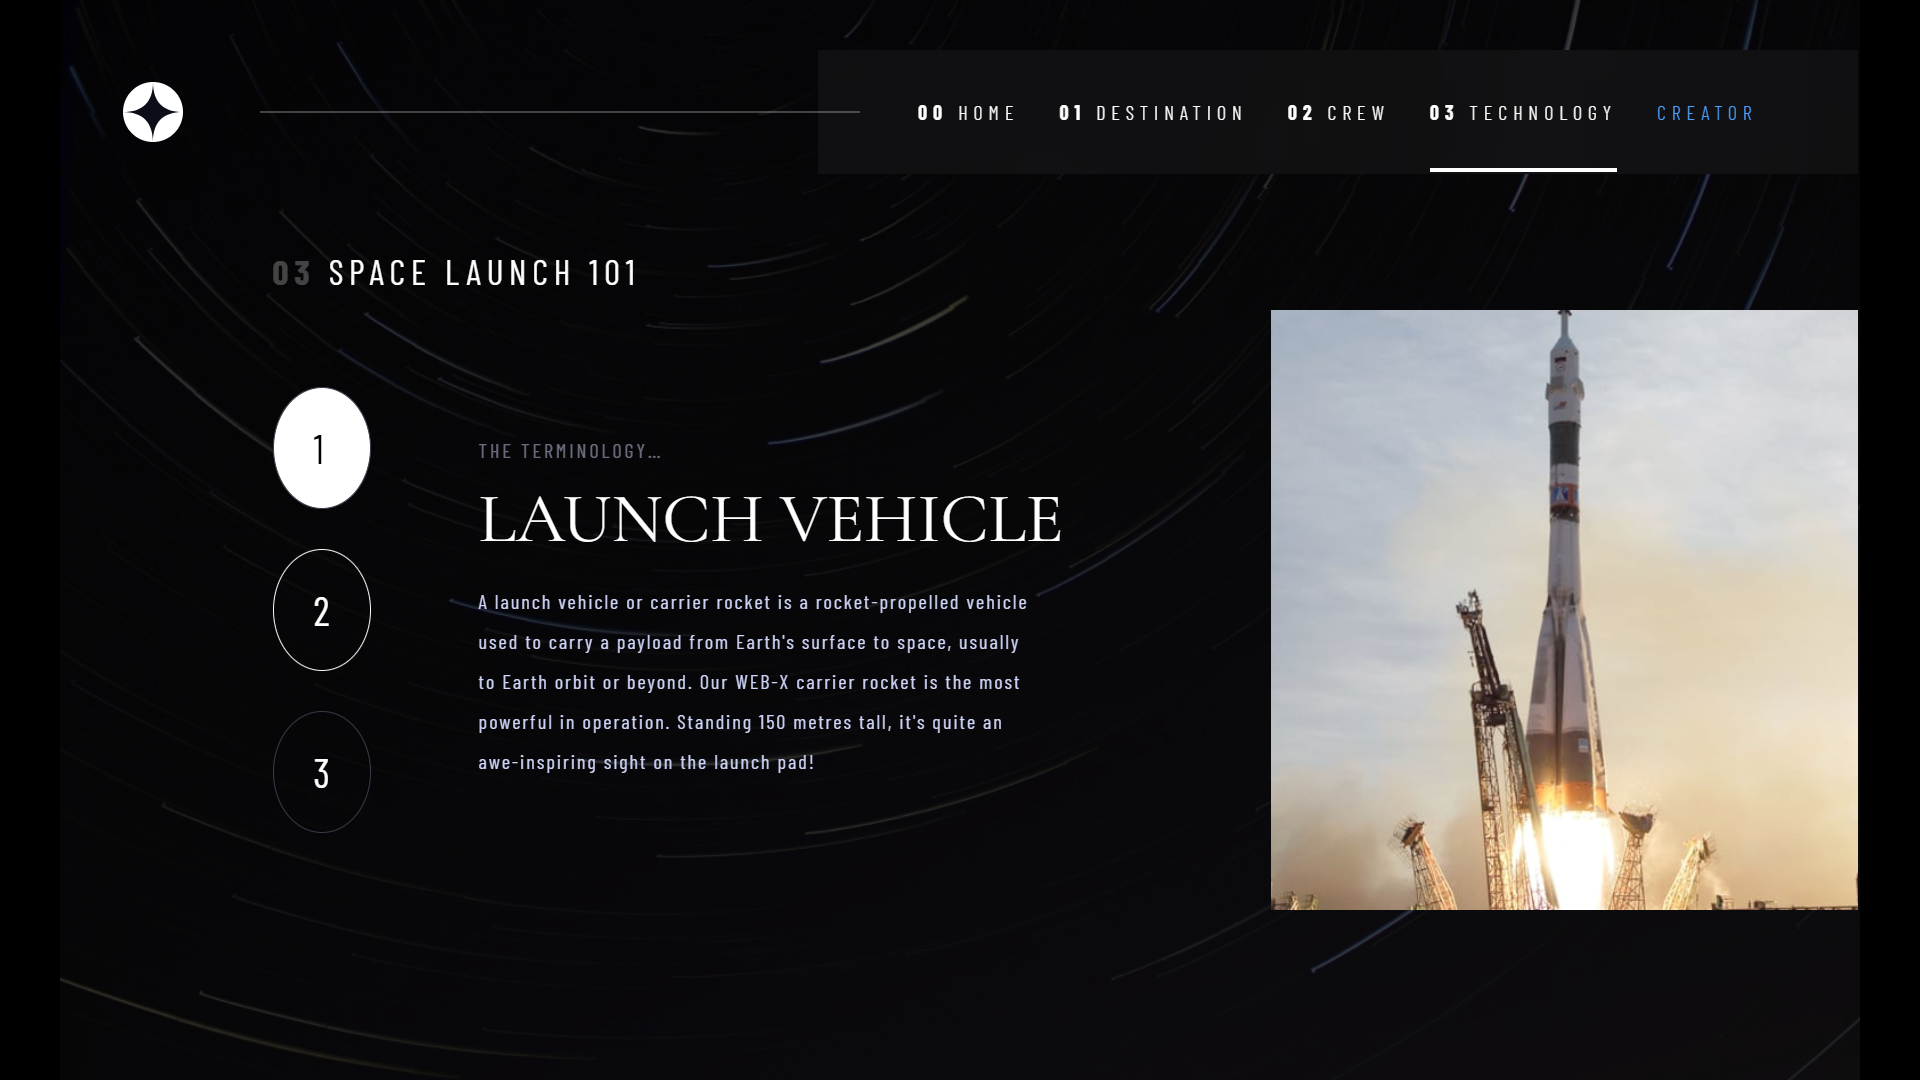 00 HOME 01 DESTINATION 02 CREW 03 TECHNOLOGY CREATOR
03 SPACE LAUNCH 101
1
2
3
THE TERMINOLOGY...
LAUNCH VEHICLE
A launch vehicle or carrier rocket is a rocket-propelled vehicle
used to carry a payload from Earth's surface to space, usually
to Earth orbit or beyond. Our WEB-X carrier rocket is the most
powerful in operation. Standing 150 metres tall, it's quite an
awe-inspiring sight on the launch pad!